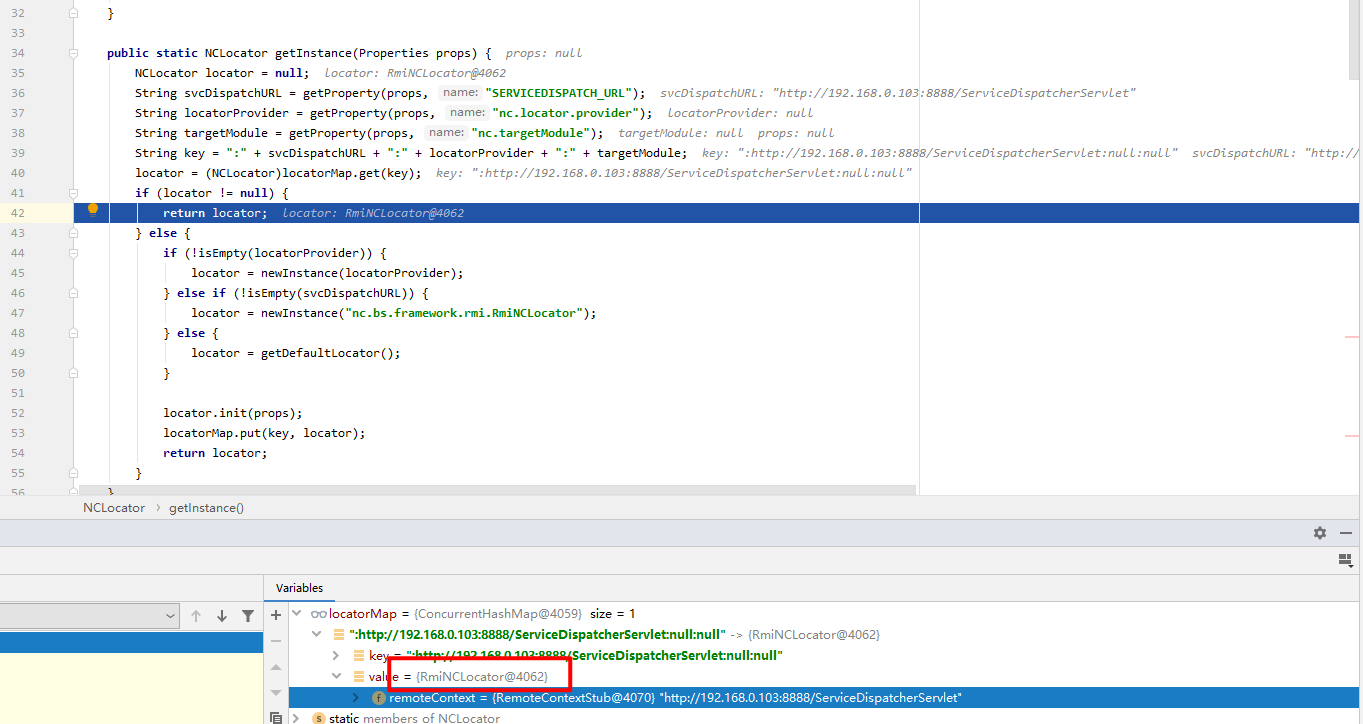 32 }
33
34 public static NCLocator getInstance(Properties props) { props: null
35 NCLocator locator = null; locator: RmiNCLocator@4062
36 String svcDispatchURL = getProperty(props, name: "SERVICEDISPATCH_URL"); svcDispatchURL: "http://192.168.0.103:8888/ServiceDispatcherServlet"
37 String locatorProvider = getProperty(props, name: "nc.locator.provider"); locatorProvider: null
38 String targetModule = getProperty(props, name: "nc.targetModule"); targetModule: null props: null
39 String key = ":" + svcDispatchURL + ":" + locatorProvider + ":" + targetModule; key: ":http://192.168.0.103:8888/ServiceDispatcherServlet:null:null" svcDispatchURL: "http://
40 locator = (NCLocator)locatorMap.get(key); key: ":http://192.168.0.103:8888/ServiceDispatcherServlet:null:null"
41 if (locator != null) {
42 return locator; locator: RmiNCLocator@4062
43 } else {
44 if (!isEmpty(locatorProvider)) {
45 locator = newInstance(locatorProvider);
46 } else if (!isEmpty(svcDispatchURL)) {
47 locator = newInstance("nc.bs.framework.rmi.RmiNCLocator");
48 } else {
49 locator = getDefaultLocator();
50 }
51
52 locator.init(props);
53 locatorMap.put(key, locator);
54 return locator;
55 }
56 }
NCLocator › getInstance()
Variables
locatorMap = {ConcurrentHashMap@4059} size = 1
":http://192.168.0.103:8888/ServiceDispatcherServlet:null:null" -> {RmiNCLocator@4062}
key = ":http://192.168.0.103:8888/ServiceDispatcherServlet:null:null"
value = {RmiNCLocator@4062}
f remoteContext = {RemoteContextStub@4070} "http://192.168.0.103:8888/ServiceDispatcherServlet"
s static members of NCLocator